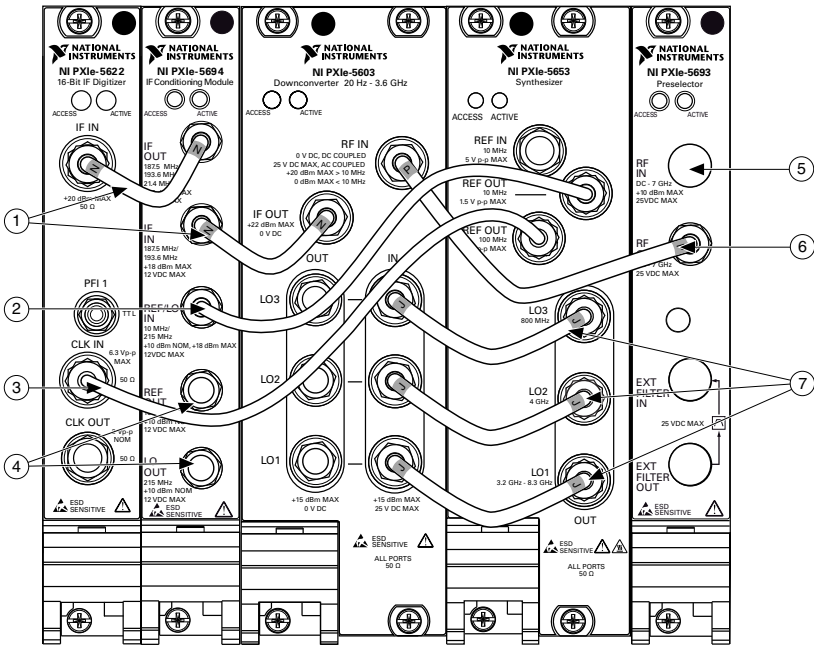 NATIONAL
INSTRUMENTS
NI PXIe-5622
16-Bit IF Digitizer
ACCESS
ACTIVE
IF IN
N
+20 dBm MAX
50 Ω
PFI 1
TTL
CLK IN
6.3 Vp-p
MAX
50 Ω
CLK OUT
Vp-p
NOM
50 Ω
ESD
SENSITIVE
NATIONAL
INSTRUMENTS
NI PXIe-5694
IF Conditioning Module
ACCESS
ACTIVE
IF
OUT
187.5 MHz
193.6 M
21.4 M
N
IF
IN
187.5 MHz/
193.6 MHz
+18 dBm MAX
12 VDC MAX
N
REF/LO
IN
10 MHz/
215 MHz
+10 dBm NOM, +18 dBm MAX
12VDC MAX
REF
OUT
+10 dBm NOM
12 VDC MAX
LO
OUT
215 MHz
+10 dBm NOM
12 VDC MAX
ESD
SENSITIVE
NATIONAL
INSTRUMENTS
NI PXIe-5603
Downconverter 20 Hz - 3.6 GHz
ACCESS
ACTIVE
RF IN
0 V DC, DC COUPLED
25 V DC MAX, AC COUPLED
+20 dBm MAX > 10 MHz
0 dBm MAX < 10 MHz
P
IF OUT
+22 dBm MAX
0 V DC
N
OUT
IN
LO3
J
LO2
J
LO1
J
+15 dBm MAX
0 V DC
+15 dBm MAX
25 V DC MAX
ESD
SENSITIVE
ALL PORTS
50 Ω
NATIONAL
INSTRUMENTS
NI PXIe-5653
Synthesizer
ACCESS
ACTIVE
REF IN
10 MHz
5 V p-p MAX
REF OUT
10 MHz
1.5 V p-p MAX
REF OUT
100 MHz
p-p MAX
LO3
800 MHz
J
LO2
4 GHz
J
LO1
3.2 GHz - 8.3 GHz
J
OUT
ESD
SENSITIVE
ALL PORTS
50 Ω
NATIONAL
INSTRUMENTS
NI PXIe-5693
Preselector
ACCESS
ACTIVE
RF
IN
DC - 7 GHz
+10 dBm MAX
25VDC MAX
RF
7 GHz
25 VDC MAX
EXT
FILTER
IN
25 VDC MAX
EXT
FILTER
OUT
ESD
SENSITIVE
1
2
3
4
5
6
7